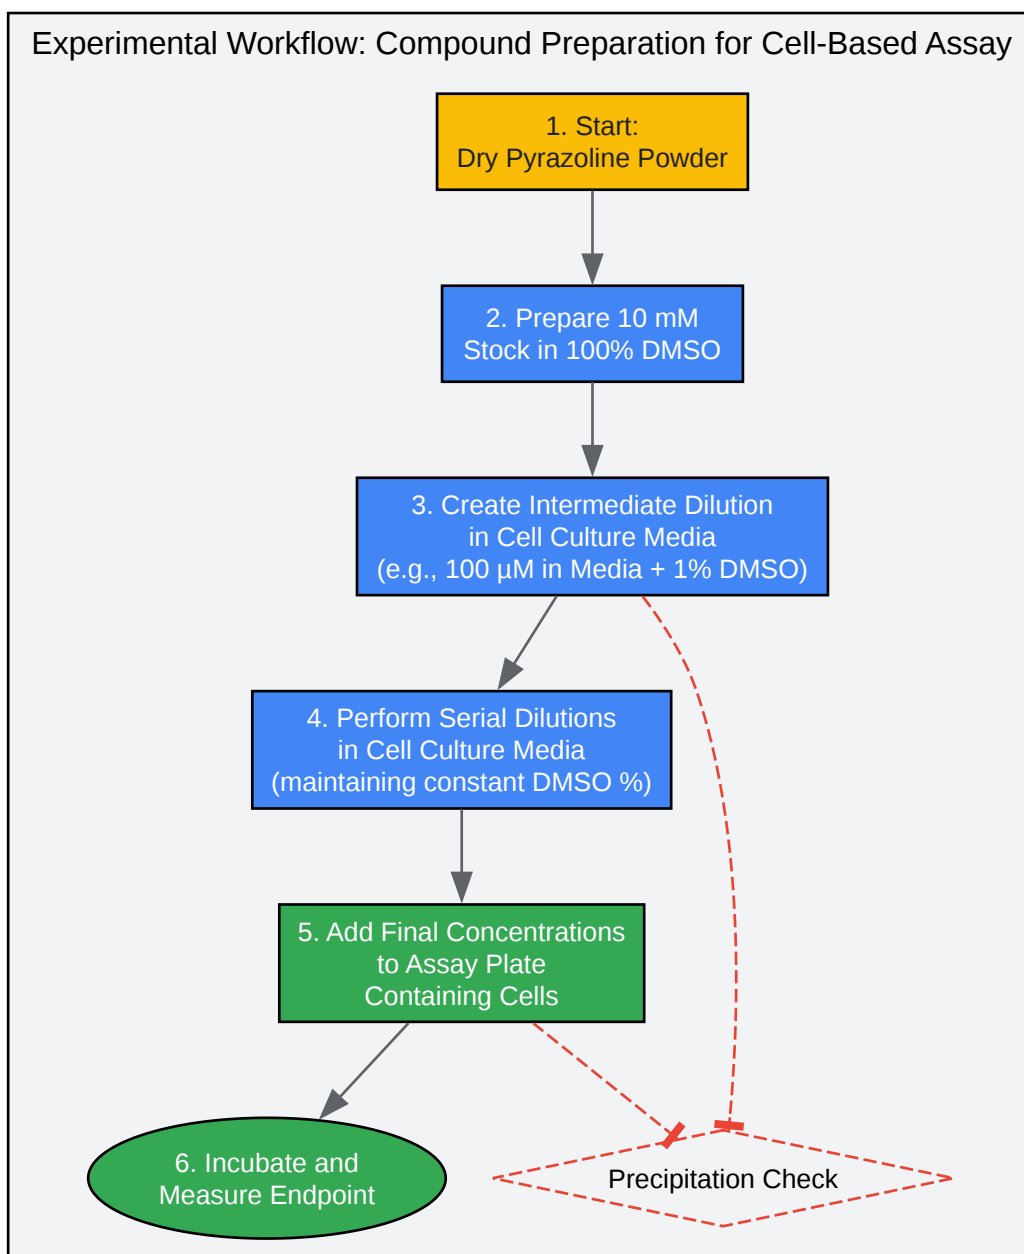 Experimental Workflow: Compound Preparation for Cell-Based Assay
1. Start:
Dry Pyrazoline Powder
2. Prepare 10 mM
Stock in 100% DMSO
3. Create Intermediate Dilution
in Cell Culture Media
(e.g., 100 µM in Media + 1% DMSO)
4. Perform Serial Dilutions
in Cell Culture Media
(maintaining constant DMSO %)
5. Add Final Concentrations
to Assay Plate
Containing Cells
6. Incubate and
Measure Endpoint
Precipitation Check